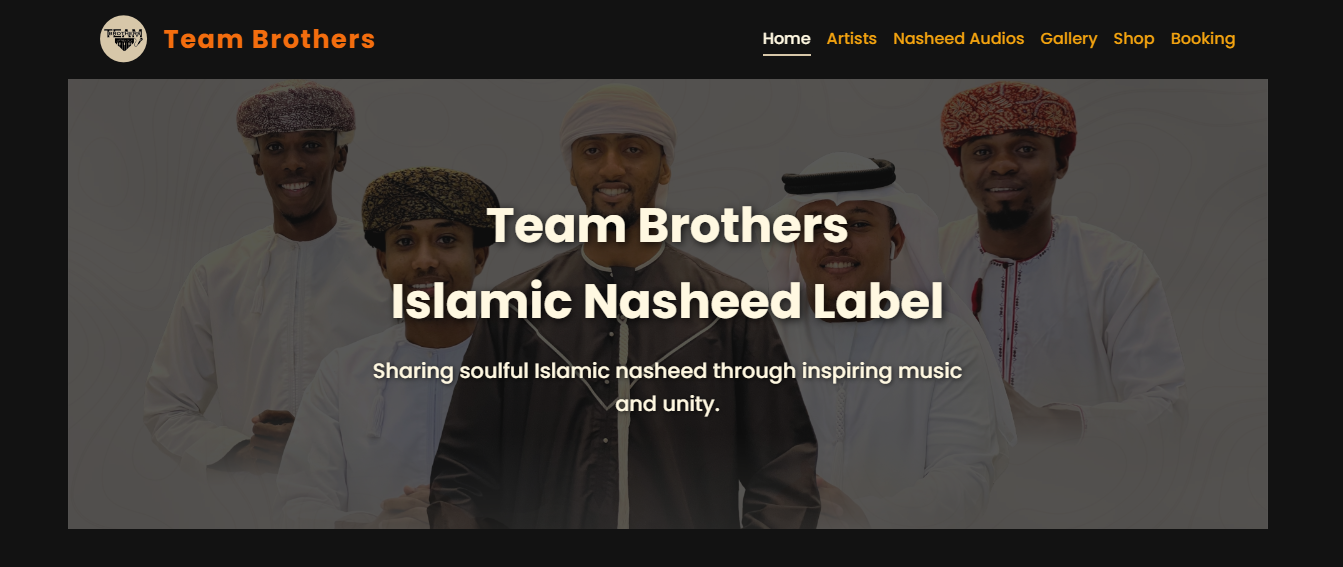 TEAM
Team Brothers
Home Artists Nasheed Audios Gallery Shop Booking
Team Brothers
Islamic Nasheed Label
Sharing soulful Islamic nasheed through inspiring music
and unity.